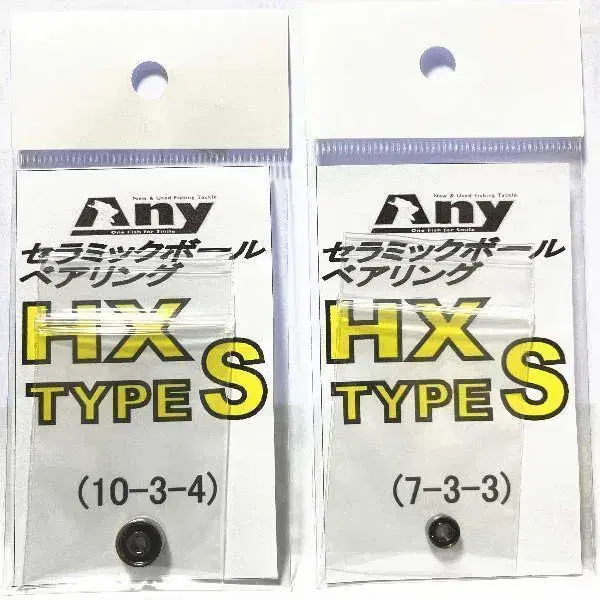 New & Used Fishing Tackle
Any
One Fish for Smile
セラミックボール
ベアリング
HX
TYPE S
(10-3-4)
New & Used Fishing Tackle
Any
One Fish for Smile
セラミックボール
ベアリング
HX
TYPE S
(7-3-3)